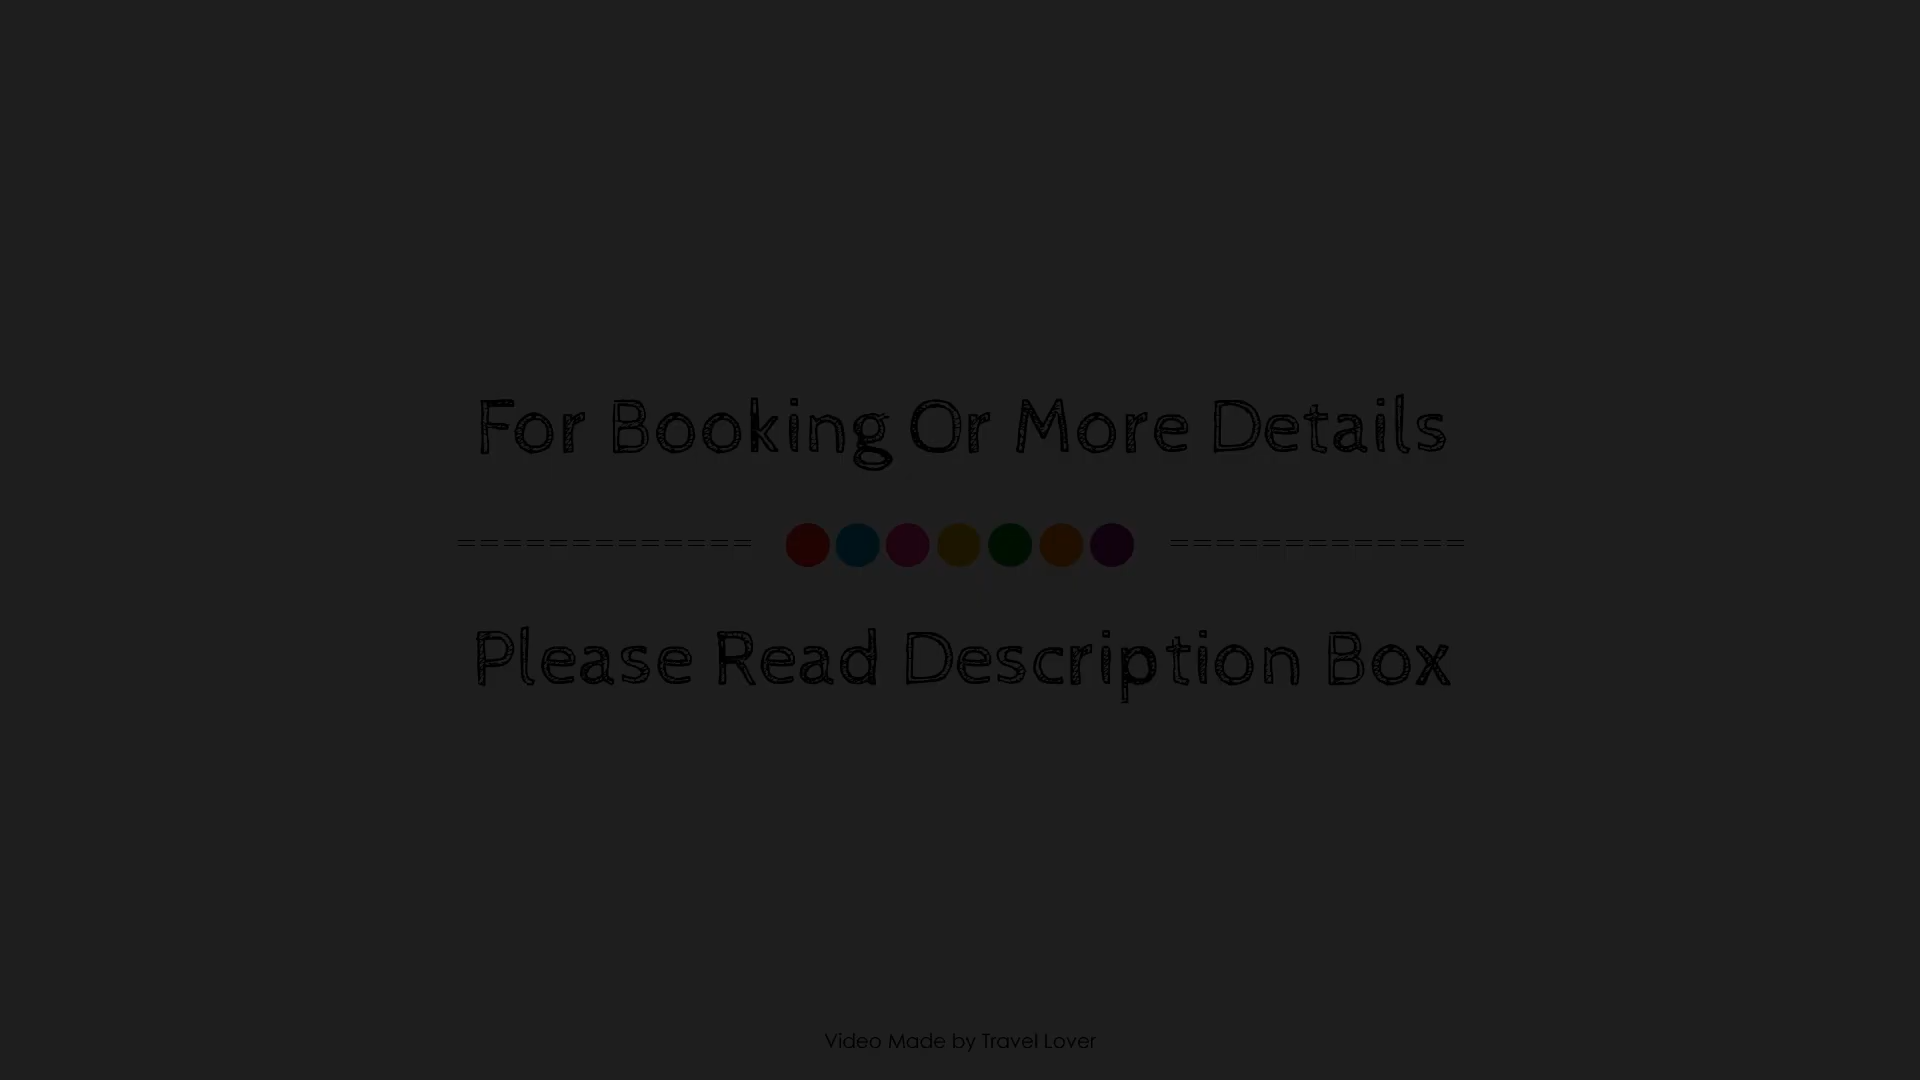 For Booking Or More Details
============= =============
Please Read Description Box
Video Made by Travel Lover